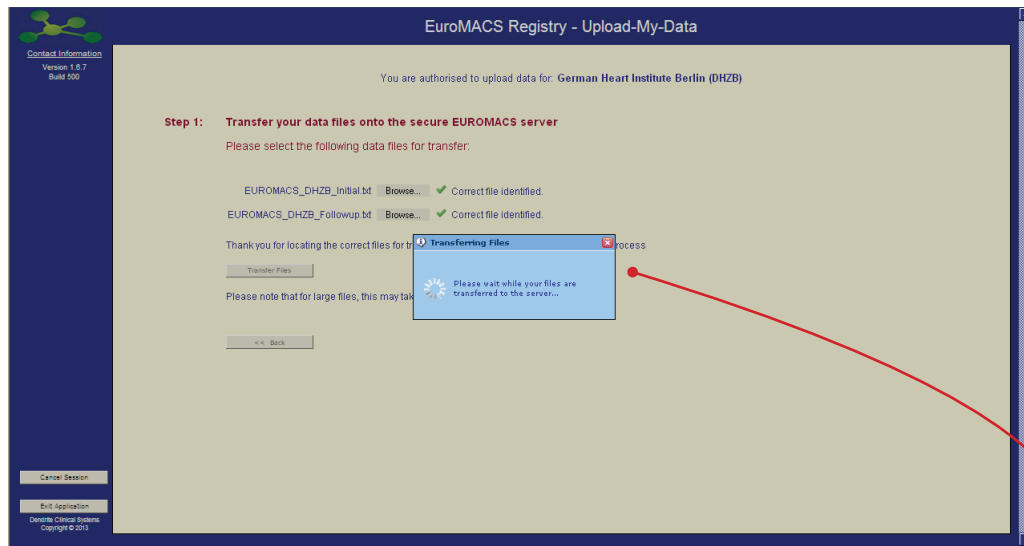 EuroMACS Registry - Upload-My-Data
Contact Information
Version 1.6.7
Build 500
You are authorised to upload data for: German Heart Institute Berlin (DHZB)
Step 1: Transfer your data files onto the secure EUROMACS server
Please select the following data files for transfer:
EUROMACS_DHZB_Initial.txt Browse... Correct file identified.
EUROMACS_DHZB_Followup.txt Browse... Correct file identified.
Thank you for locating the correct files for tr rocess
Transferring Files
Please wait while your files are
transferred to the server...
Transfer Files
Please note that for large files, this may tak
<< Back
Cancel Session
Exit Application
Dendrite Clinical Systems
Copyright © 2013